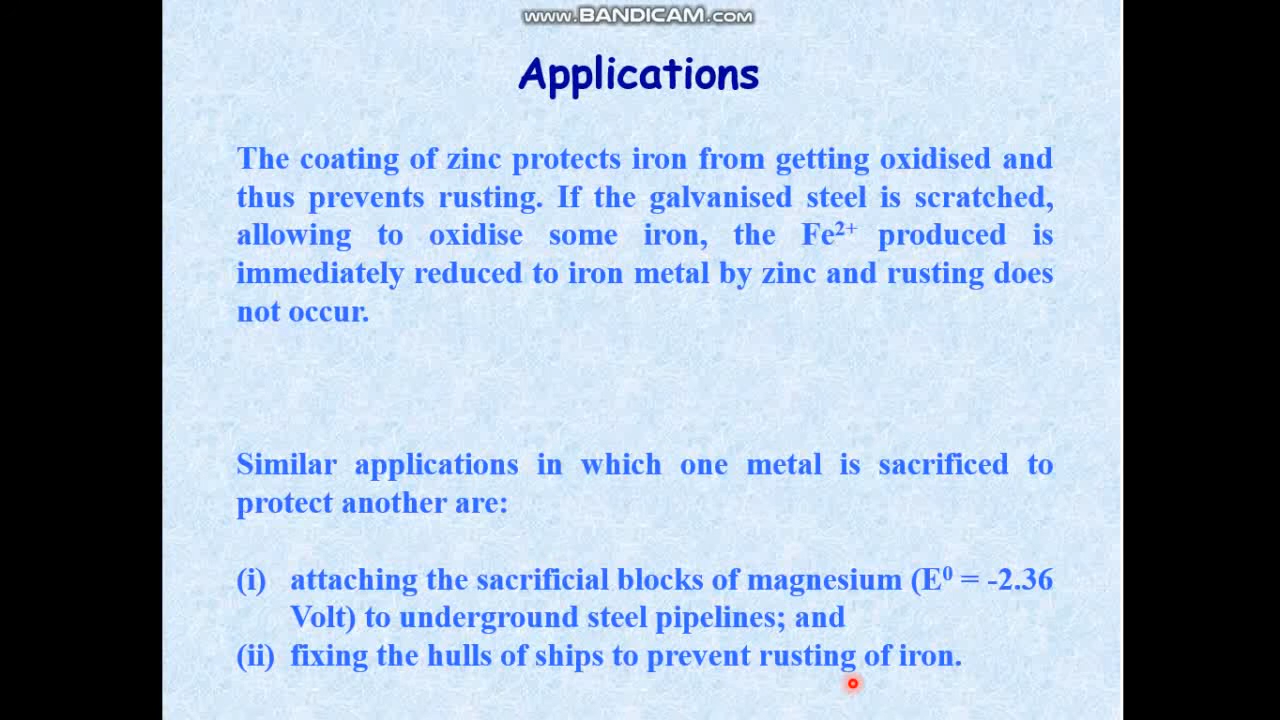 www.BANDICAM.com
Applications
The coating of zinc protects iron from getting oxidised and
thus prevents rusting. If the galvanised steel is scratched,
allowing to oxidise some iron, the Fe²⁺ produced is
immediately reduced to iron metal by zinc and rusting does
not occur.
Similar applications in which one metal is sacrificed to
protect another are:
(i) attaching the sacrificial blocks of magnesium (E⁰ = -2.36
Volt) to underground steel pipelines; and
(ii) fixing the hulls of ships to prevent rusting of iron.